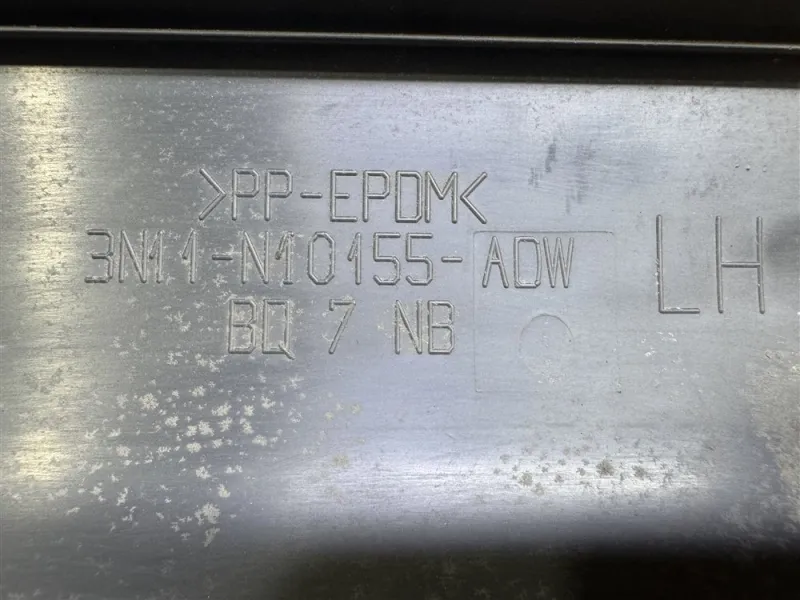 >PP-EPDM<
3N11-N10155-ADW
LH
BQ 7 NB